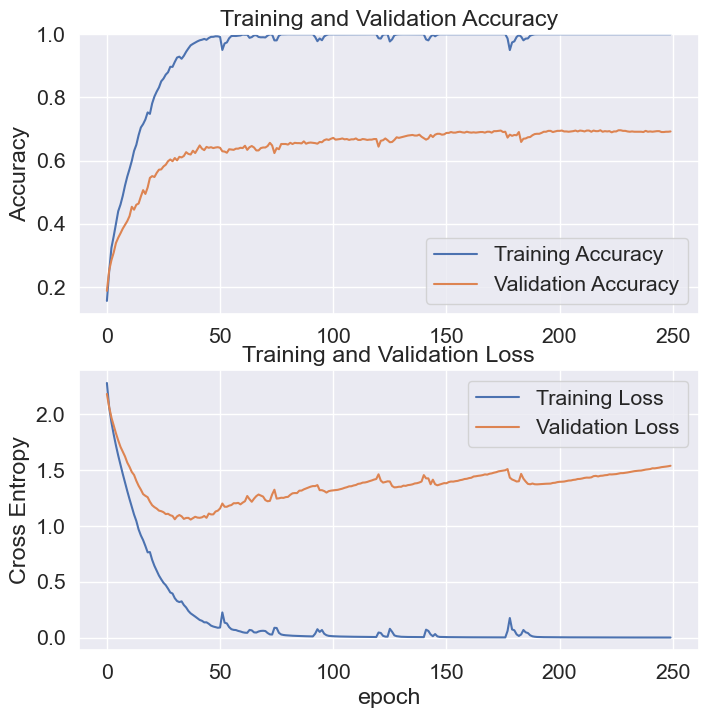 Training and Validation Accuracy
Accuracy
1.0
0.8
0.6
0.4
0.2
Training Accuracy
Validation Accuracy
0 50 100 150 200 250
Training and Validation Loss
Cross Entropy
2.0
1.5
1.0
0.5
0.0
Training Loss
Validation Loss
0 50 100 150 200 250
epoch